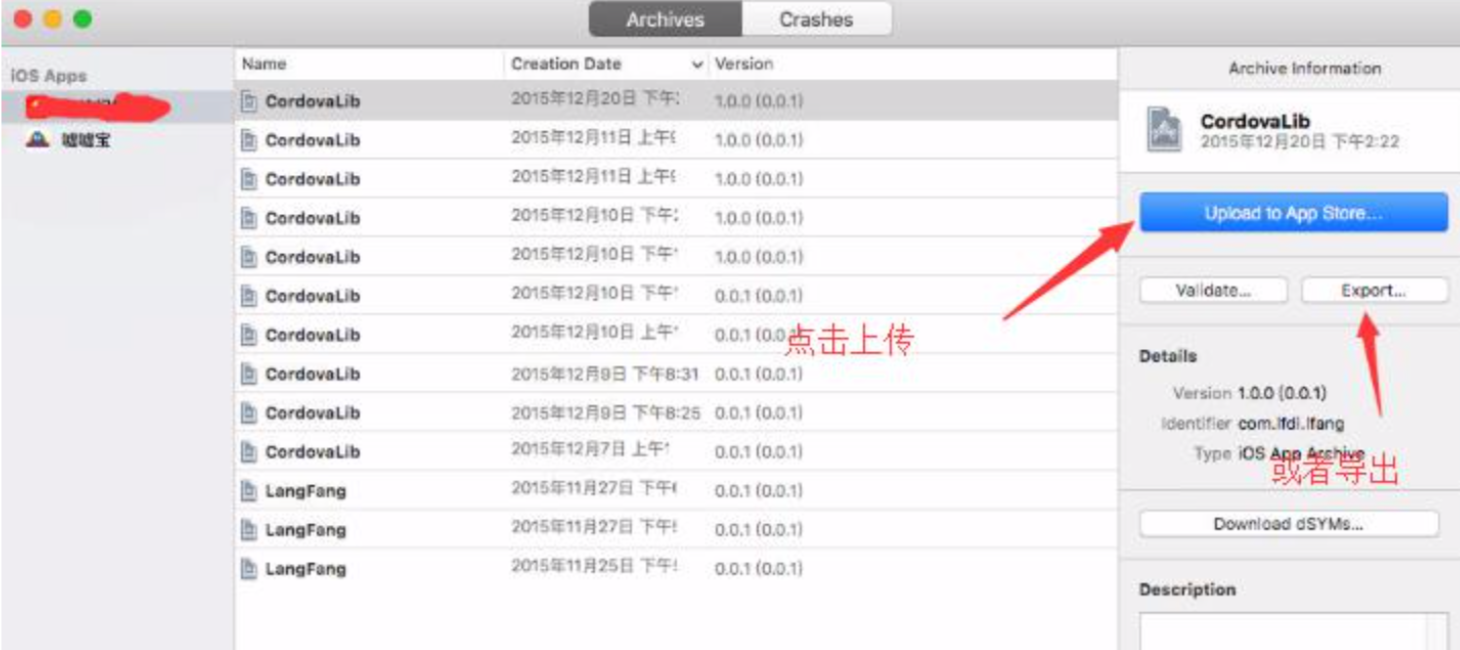 Archives Crashes
iOS Apps
嘘嘘宝
Name Creation Date Version
CordovaLib 2015年12月20日 下午 1.0.0 (0.0.1)
CordovaLib 2015年12月11日 上午 1.0.0 (0.0.1)
CordovaLib 2015年12月11日 上午 1.0.0 (0.0.1)
CordovaLib 2015年12月10日 下午 1.0.0 (0.0.1)
CordovaLib 2015年12月10日 下午 1.0.0 (0.0.1)
CordovaLib 2015年12月10日 下午 0.0.1 (0.0.1)
CordovaLib 2015年12月10日 上午 0.0.1 (0.0.
CordovaLib 2015年12月9日 下午8:31 0.0.1 (0.0.1)
CordovaLib 2015年12月9日 下午8:25 0.0.1 (0.0.1)
CordovaLib 2015年12月7日 上午 0.0.1 (0.0.1)
LangFang 2015年11月27日 下午 0.0.1 (0.0.1)
LangFang 2015年11月27日 下午 0.0.1 (0.0.1)
LangFang 2015年11月25日 下午 0.0.1 (0.0.1)
点击上传
Archive Information
CordovaLib
2015年12月20日 下午2:22
Upload to App Store...
Validate... Export...
Details
Version 1.0.0 (0.0.1)
Identifier com.lfdi.lfang
Type iOS App Archive
或者导出
Download dSYMs...
Description